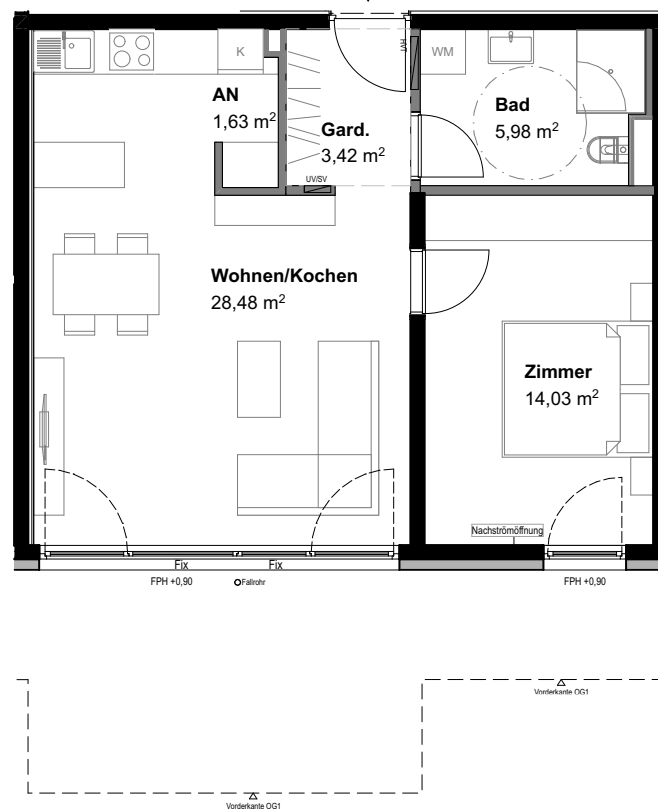 K
HVT
WM
AN
1,63 m²
Gard.
3,42 m²
Bad
5,98 m²
UV/SV
Wohnen/Kochen
28,48 m²
Zimmer
14,03 m²
Nachströmöffnung
Fix
Fix
FPH +0,90
Fallrohr
FPH +0,90
Vorderkante OG1
Vorderkante OG1